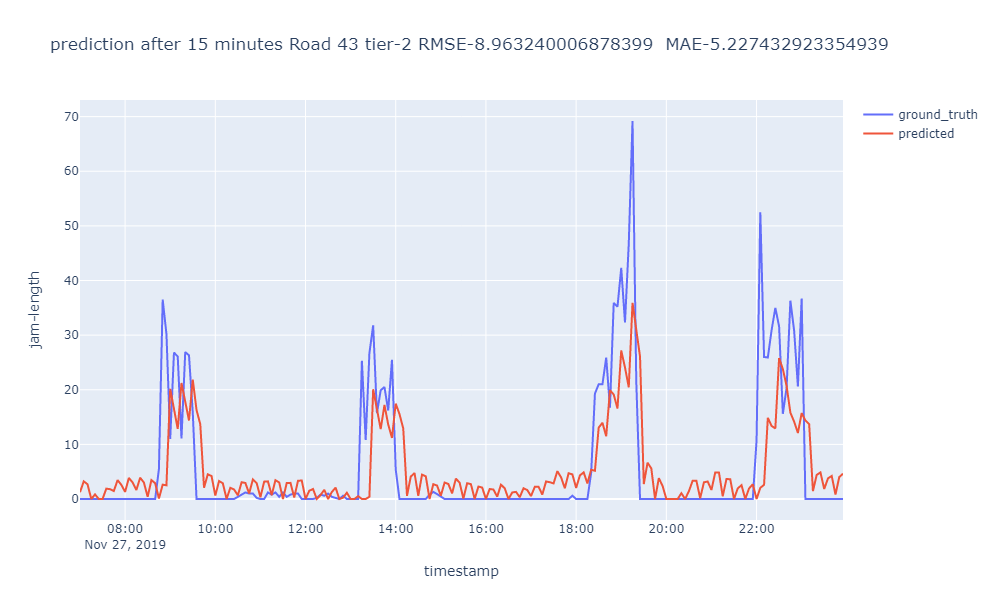 prediction after 15 minutes Road 43 tier-2 RMSE-8.963240006878399  MAE-5.227432923354939
ground_truth
predicted
jam-length
70
60
50
40
30
20
10
0
08:00 10:00 12:00 14:00 16:00 18:00 20:00 22:00
Nov 27, 2019
timestamp